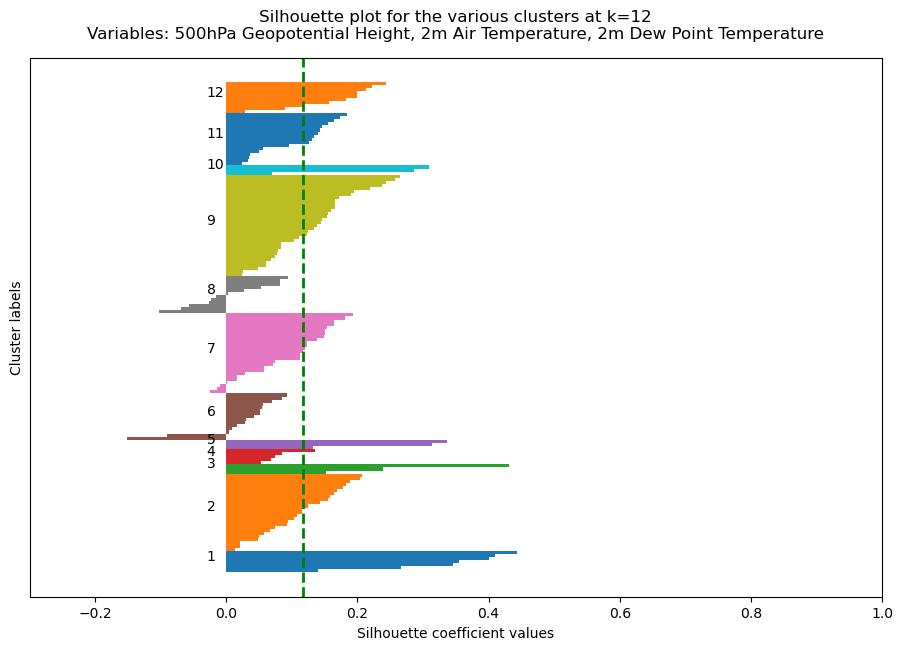 Silhouette plot for the various clusters at k=12
Variables: 500hPa Geopotential Height, 2m Air Temperature, 2m Dew Point Temperature
Cluster labels
12
11
10
9
8
7
6
5
4
3
2
1
−0.2 0.0 0.2 0.4 0.6 0.8 1.0
Silhouette coefficient values